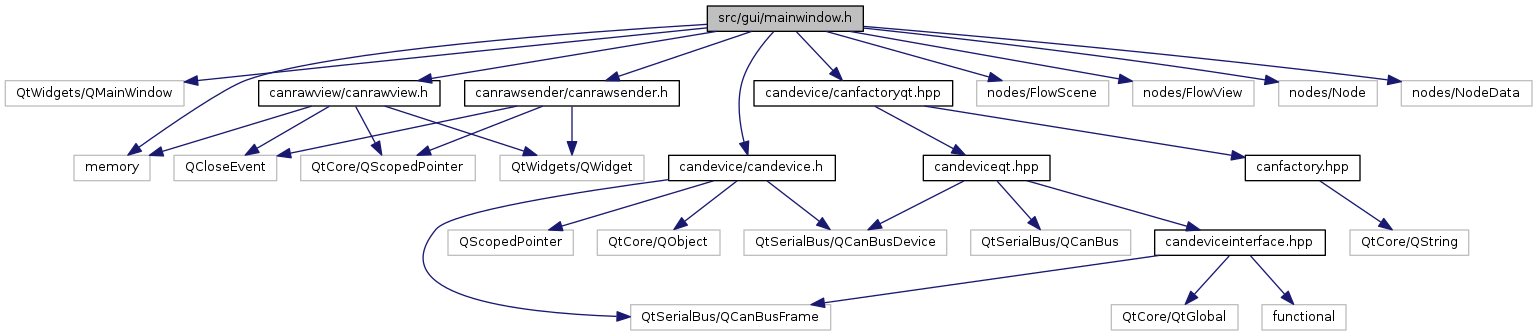 src/gui/mainwindow.h
QtWidgets/QMainWindow
canrawview/canrawview.h
canrawsender/canrawsender.h
candevice/canfactoryqt.hpp
nodes/FlowScene
nodes/FlowView
nodes/Node
nodes/NodeData
memory
QCloseEvent
QtCore/QScopedPointer
QtWidgets/QWidget
candevice/candevice.h
candeviceqt.hpp
canfactory.hpp
QScopedPointer
QtCore/QObject
QtSerialBus/QCanBusDevice
QtSerialBus/QCanBus
candeviceinterface.hpp
QtCore/QString
QtSerialBus/QCanBusFrame
QtCore/QtGlobal
functional